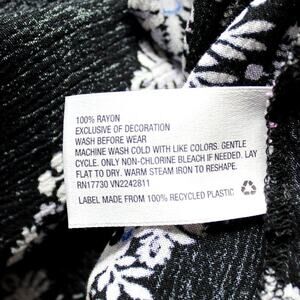 100% RAYON
EXCLUSIVE OF DECORATION
WASH BEFORE WEAR
MACHINE WASH COLD WITH LIKE COLORS. GENTLE
CYCLE. ONLY NON-CHLORINE BLEACH IF NEEDED. LAY
FLAT TO DRY. WARM STEAM IRON TO RESHAPE.
RN17730 VN2242811
LABEL MADE FROM 100% RECYCLED PLASTIC